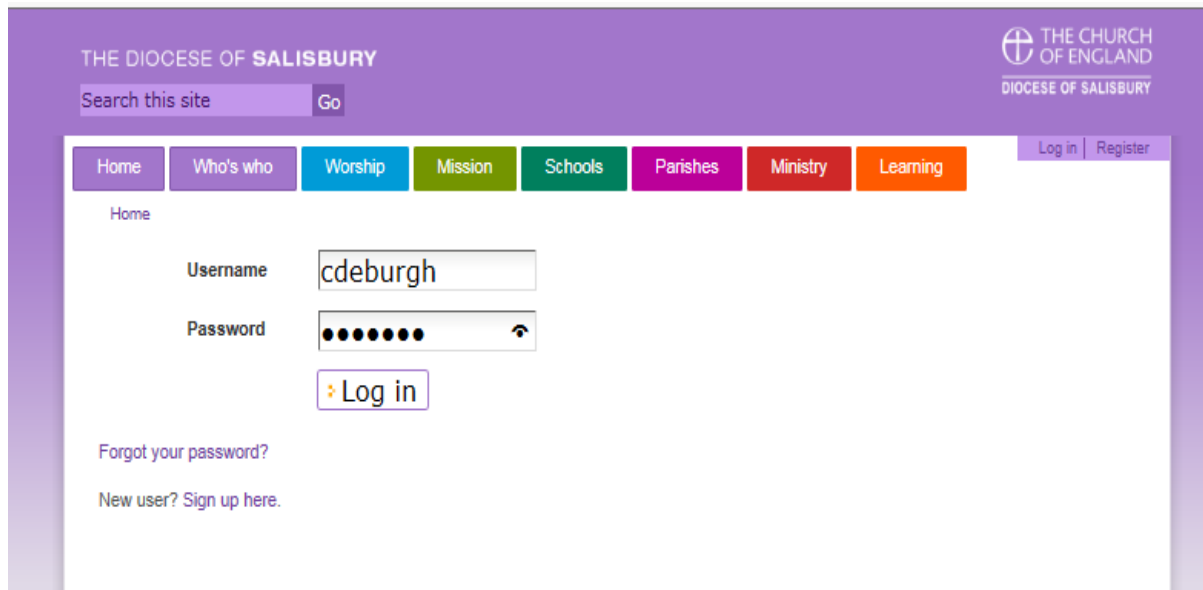 THE DIOCESE OF SALISBURY
THE CHURCH
OF ENGLAND
DIOCESE OF SALISBURY
Search this site Go
Log in | Register
Home Who's who Worship Mission Schools Parishes Ministry Learning
Home
Username cdeburgh
Password •••••••
Log in
Forgot your password?
New user? Sign up here.